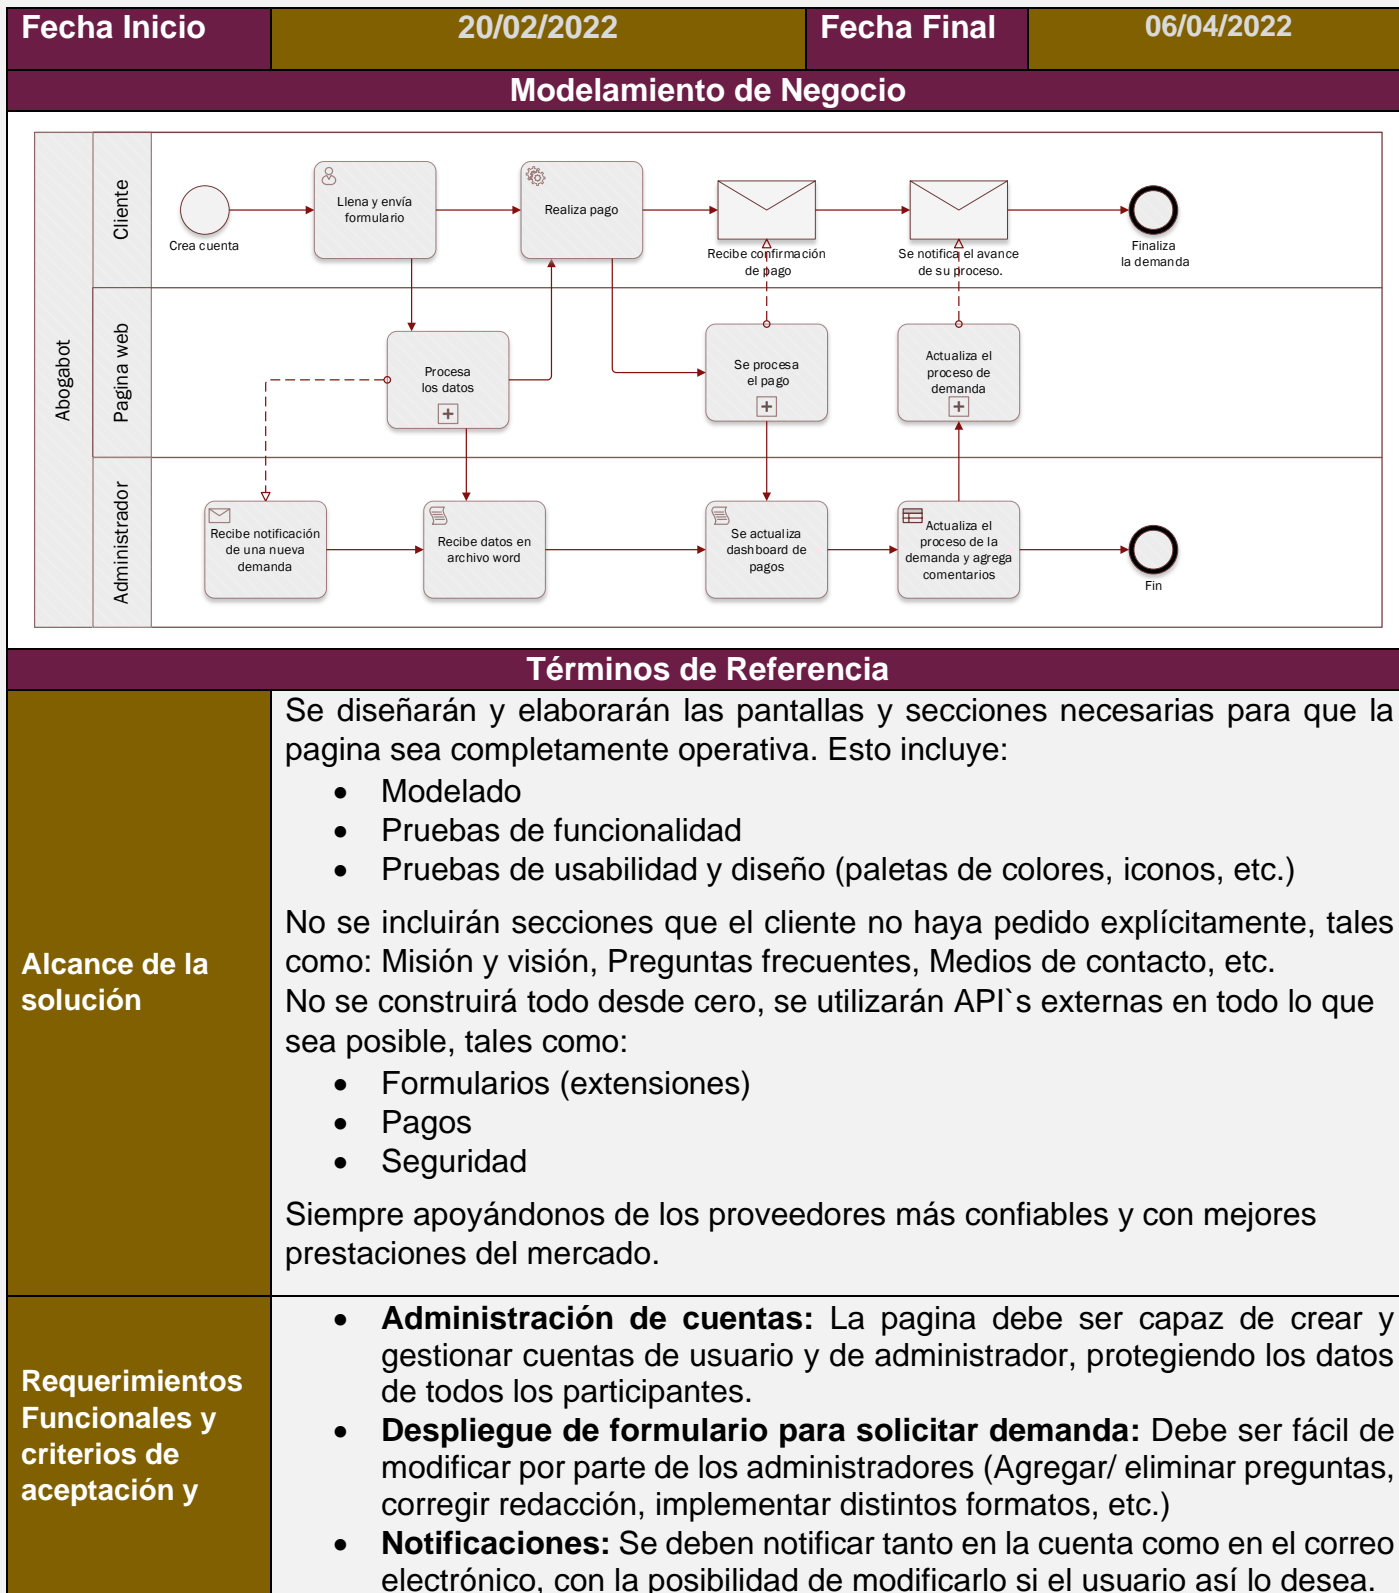 Fecha Inicio
20/02/2022
Fecha Final
06/04/2022
Modelamiento de Negocio
Abogabot
Cliente
Crea cuenta
Llena y envía
formulario
Realiza pago
Recibe confirmación
de pago
Se notifica el avance
de su proceso.
Finaliza
la demanda
Pagina web
Procesa
los datos
Se procesa
el pago
Actualiza el
proceso de
demanda
Administrador
Recibe notificación
de una nueva
demanda
Recibe datos en
archivo word
Se actualiza
dashboard de
pagos
Actualiza el
proceso de la
demanda y agrega
comentarios
Fin
Términos de Referencia
Alcance de la
solución
Se diseñarán y elaborarán las pantallas y secciones necesarias para que la
pagina sea completamente operativa. Esto incluye:
• Modelado
• Pruebas de funcionalidad
• Pruebas de usabilidad y diseño (paletas de colores, iconos, etc.)
No se incluirán secciones que el cliente no haya pedido explícitamente, tales
como: Misión y visión, Preguntas frecuentes, Medios de contacto, etc.
No se construirá todo desde cero, se utilizarán API`s externas en todo lo que
sea posible, tales como:
• Formularios (extensiones)
• Pagos
• Seguridad
Siempre apoyándonos de los proveedores más confiables y con mejores
prestaciones del mercado.
Requerimientos
Funcionales y
criterios de
aceptación y
• Administración de cuentas: La pagina debe ser capaz de crear y
gestionar cuentas de usuario y de administrador, protegiendo los datos
de todos los participantes.
• Despliegue de formulario para solicitar demanda: Debe ser fácil de
modificar por parte de los administradores (Agregar/ eliminar preguntas,
corregir redacción, implementar distintos formatos, etc.)
• Notificaciones: Se deben notificar tanto en la cuenta como en el correo
electrónico, con la posibilidad de modificarlo si el usuario así lo desea.